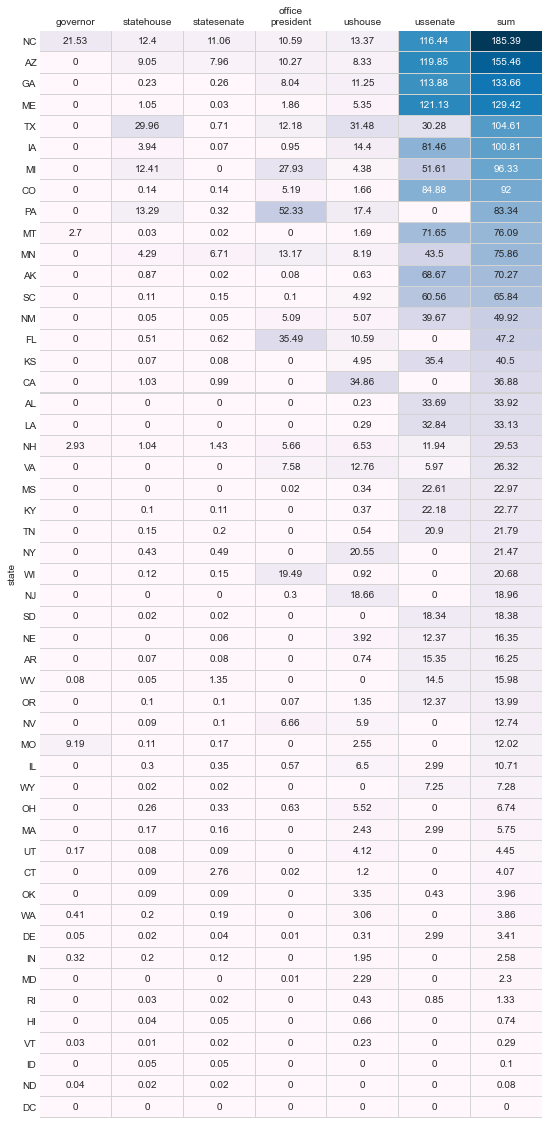 office
governor statehouse statesenate president ushouse ussenate sum
NC 21.53 12.4 11.06 10.59 13.37 116.44 185.39
AZ 0 9.05 7.96 10.27 8.33 119.85 155.46
GA 0 0.23 0.26 8.04 11.25 113.88 133.66
ME 0 1.05 0.03 1.86 5.35 121.13 129.42
TX 0 29.96 0.71 12.18 31.48 30.28 104.61
IA 0 3.94 0.07 0.95 14.4 81.46 100.81
MI 0 12.41 0 27.93 4.38 51.61 96.33
CO 0 0.14 0.14 5.19 1.66 84.88 92
PA 0 13.29 0.32 52.33 17.4 0 83.34
MT 2.7 0.03 0.02 0 1.69 71.65 76.09
MN 0 4.29 6.71 13.17 8.19 43.5 75.86
AK 0 0.87 0.02 0.08 0.63 68.67 70.27
SC 0 0.11 0.15 0.1 4.92 60.56 65.84
NM 0 0.05 0.05 5.09 5.07 39.67 49.92
FL 0 0.51 0.62 35.49 10.59 0 47.2
KS 0 0.07 0.08 0 4.95 35.4 40.5
CA 0 1.03 0.99 0 34.86 0 36.88
AL 0 0 0 0 0.23 33.69 33.92
LA 0 0 0 0 0.29 32.84 33.13
NH 2.93 1.04 1.43 5.66 6.53 11.94 29.53
VA 0 0 0 7.58 12.76 5.97 26.32
MS 0 0 0 0.02 0.34 22.61 22.97
KY 0 0.1 0.11 0 0.37 22.18 22.77
TN 0 0.15 0.2 0 0.54 20.9 21.79
NY 0 0.43 0.49 0 20.55 0 21.47
state
WI 0 0.12 0.15 19.49 0.92 0 20.68
NJ 0 0 0 0.3 18.66 0 18.96
SD 0 0.02 0.02 0 0 18.34 18.38
NE 0 0 0.06 0 3.92 12.37 16.35
AR 0 0.07 0.08 0 0.74 15.35 16.25
WV 0.08 0.05 1.35 0 0 14.5 15.98
OR 0 0.1 0.1 0.07 1.35 12.37 13.99
NV 0 0.09 0.1 6.66 5.9 0 12.74
MO 9.19 0.11 0.17 0 2.55 0 12.02
IL 0 0.3 0.35 0.57 6.5 2.99 10.71
WY 0 0.02 0.02 0 0 7.25 7.28
OH 0 0.26 0.33 0.63 5.52 0 6.74
MA 0 0.17 0.16 0 2.43 2.99 5.75
UT 0.17 0.08 0.09 0 4.12 0 4.45
CT 0 0.09 2.76 0.02 1.2 0 4.07
OK 0 0.09 0.09 0 3.35 0.43 3.96
WA 0.41 0.2 0.19 0 3.06 0 3.86
DE 0.05 0.02 0.04 0.01 0.31 2.99 3.41
IN 0.32 0.2 0.12 0 1.95 0 2.58
MD 0 0 0 0.01 2.29 0 2.3
RI 0 0.03 0.02 0 0.43 0.85 1.33
HI 0 0.04 0.05 0 0.66 0 0.74
VT 0.03 0.01 0.02 0 0.23 0 0.29
ID 0 0.05 0.05 0 0 0 0.1
ND 0.04 0.02 0.02 0 0 0 0.08
DC 0 0 0 0 0 0 0